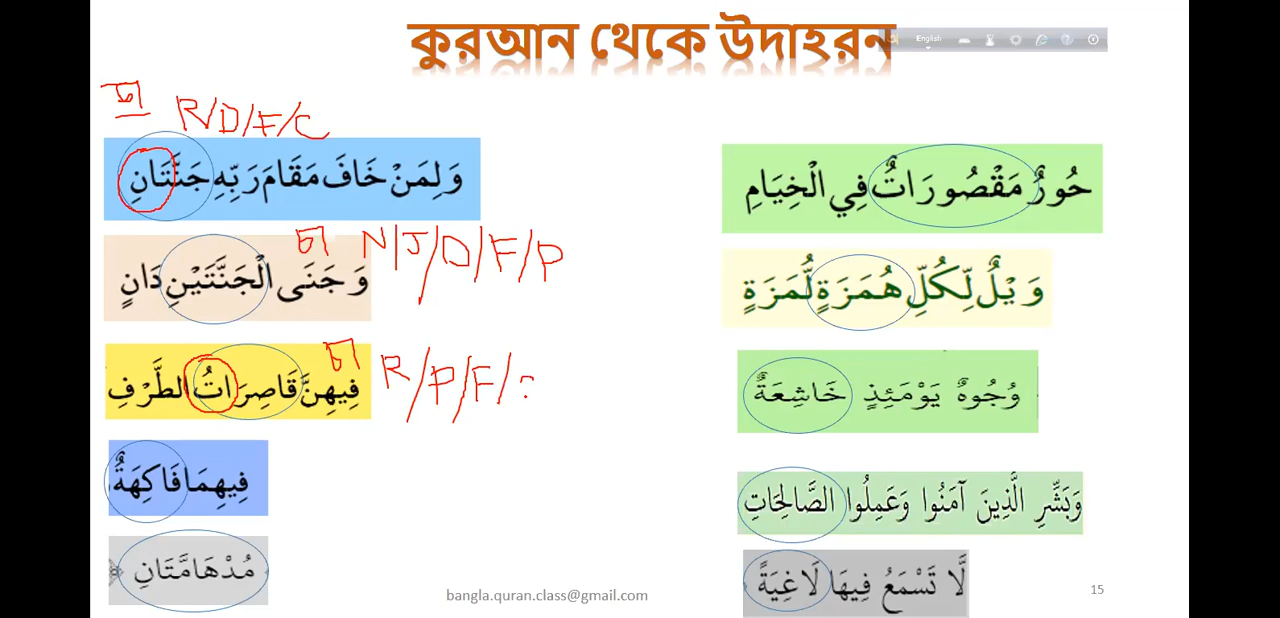 কুরআন থেকে উদাহরন
English
R/D/F/C
وَلِمَنْ خَافَ مَقَامَ رَبِّهِ جَنَّتَانِ
N/J/D/F/P
وَجَنَى الْجَنَّتَيْنِ دَانٍ
R/P/F/
فِيهِنَّ قَاصِرَاتُ الطَّرْفِ
فِيهِمَا فَاكِهَةٌ
مُدْهَامَّتَانِ
حُورٌ مَقْصُورَاتٌ فِي الْخِيَامِ
وَيْلٌ لِّكُلِّ هُمَزَةٍ لُّمَزَةٍ
وُجُوهٌ يَوْمَئِذٍ خَاشِعَةٌ
وَبَشِّرِ الَّذِينَ آمَنُوا وَعَمِلُوا الصَّالِحَاتِ
لَّا تَسْمَعُ فِيهَا لَاغِيَةً
bangla.quran.class@gmail.com
15